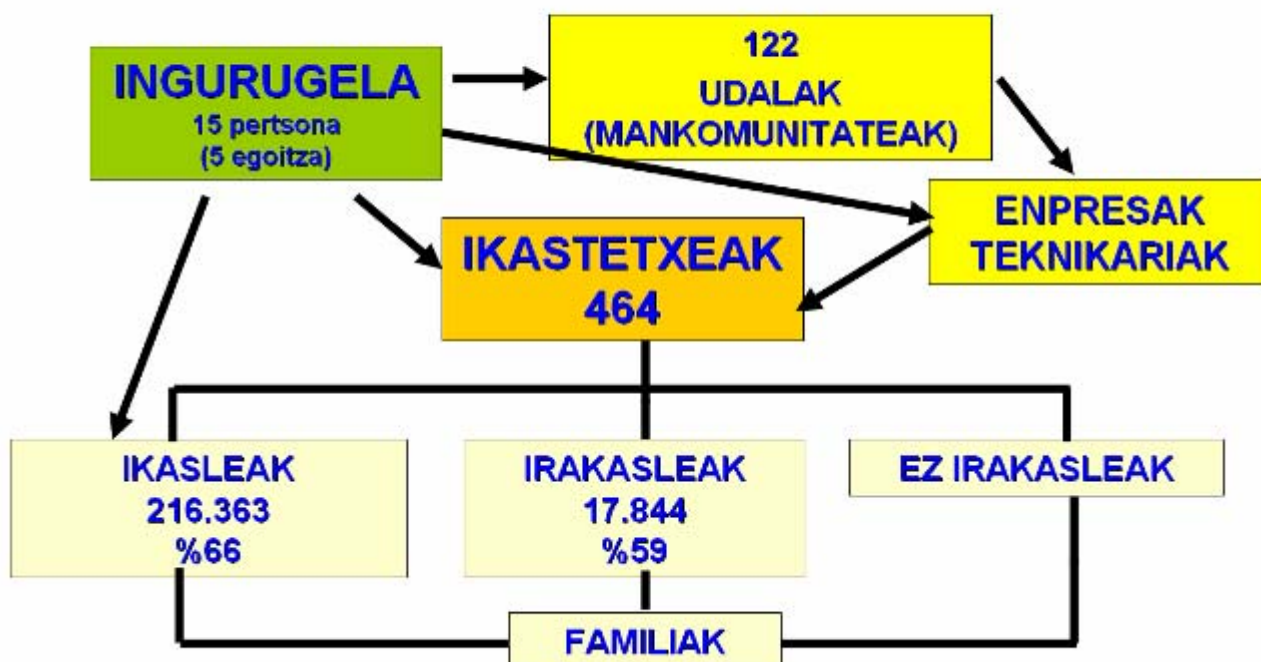 INGURUGELA
15 pertsona
(5 egoitza)
122
UDALAK
(MANKOMUNITATEAK)
ENPRESAK
TEKNIKARIAK
IKASTETXEAK
464
IKASLEAK
216.363
%66
IRAKASLEAK
17.844
%59
EZ IRAKASLEAK
FAMILIAK